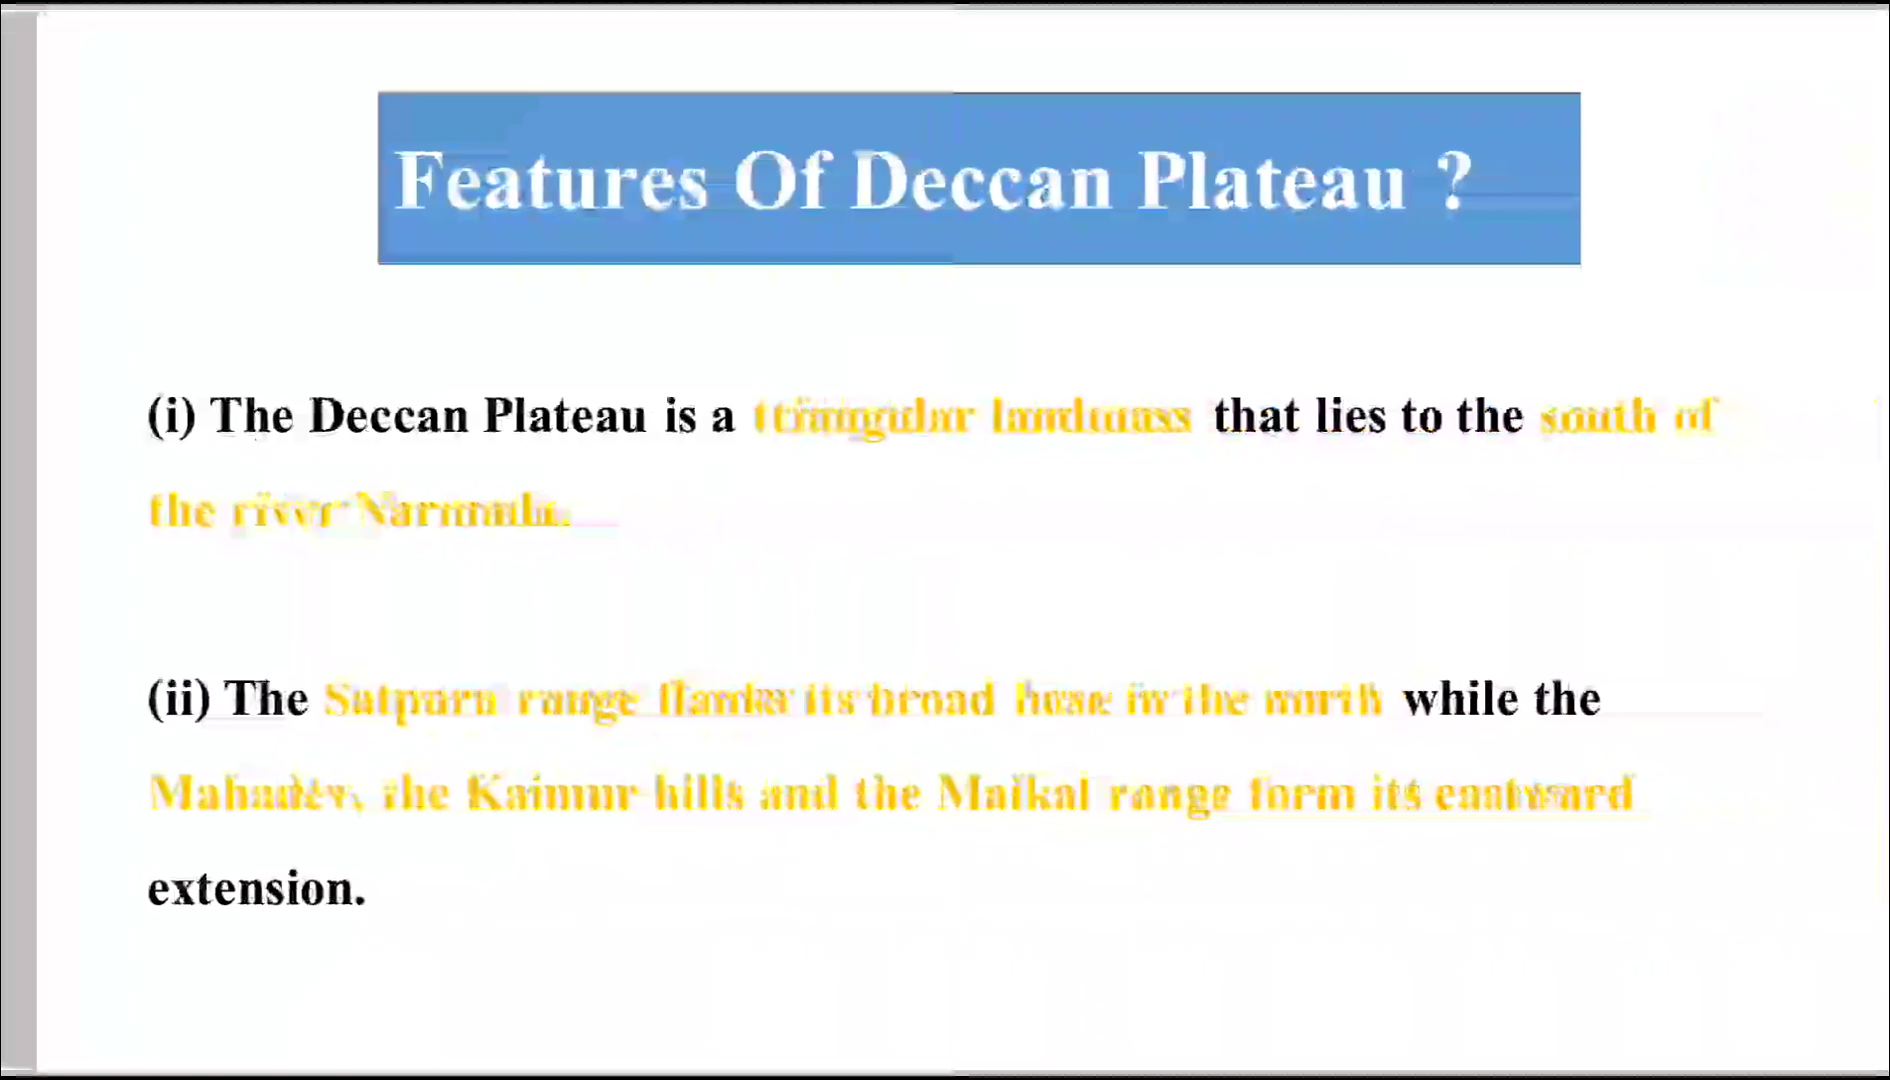 Features Of Deccan Plateau ?
(i) The Deccan Plateau is a triangular landmass that lies to the south of
the river Narmada.
(ii) The Satpura range flanks its broad base in the north while the
Mahadev, the Kaimur hills and the Maikal range form its eastward
extension.